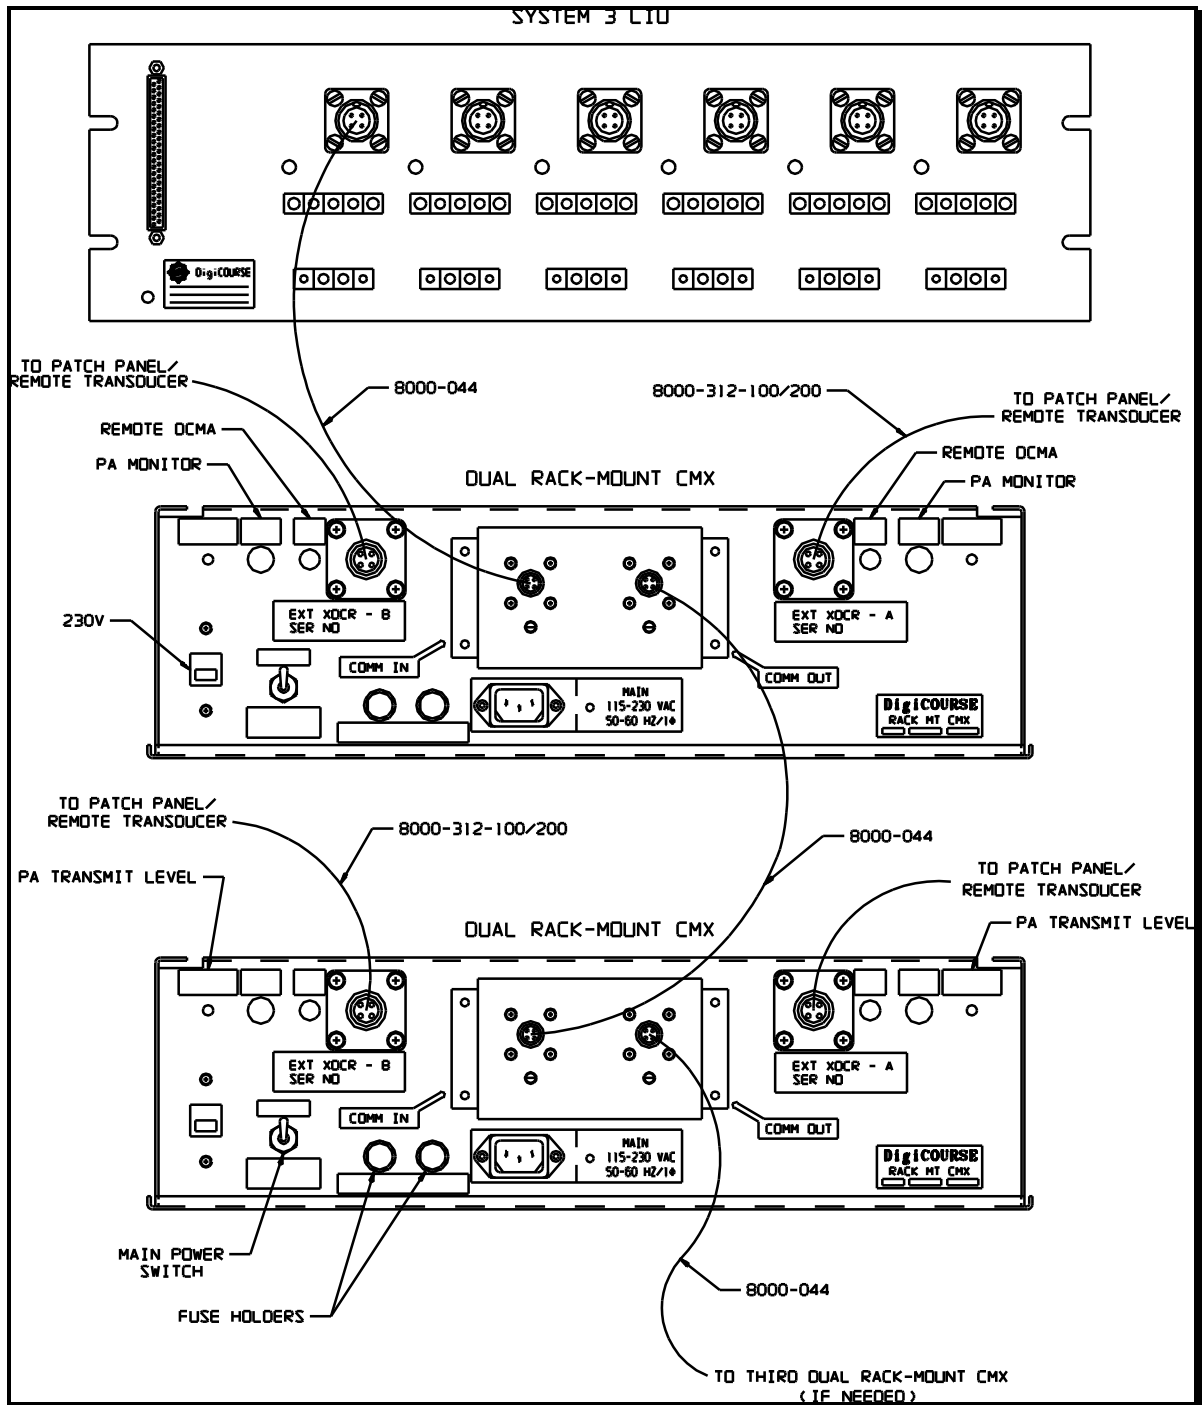 SYSTEM 3 LIU
DigiCOURSE
TO PATCH PANEL/
REMOTE TRANSDUCER
8000-044
8000-312-100/200
TO PATCH PANEL/
REMOTE TRANSDUCER
REMOTE DCMA
REMOTE DCMA
PA MONITOR
DUAL RACK-MOUNT CMX
PA MONITOR
EXT XDCR - B
SER NO
EXT XDCR - A
SER NO
230V
COMM IN
COMM OUT
MAIN
115-230 VAC
50-60 HZ/1Φ
DigiCOURSE
RACK MT CMX
TO PATCH PANEL/
REMOTE TRANSDUCER
8000-312-100/200
8000-044
PA TRANSMIT LEVEL
TO PATCH PANEL/
REMOTE TRANSDUCER
DUAL RACK-MOUNT CMX
PA TRANSMIT LEVEL
EXT XDCR - B
SER NO
EXT XDCR - A
SER NO
COMM IN
COMM OUT
MAIN
115-230 VAC
50-60 HZ/1Φ
DigiCOURSE
RACK MT CMX
MAIN POWER
SWITCH
8000-044
FUSE HOLDERS
TO THIRD DUAL RACK-MOUNT CMX
(IF NEEDED)